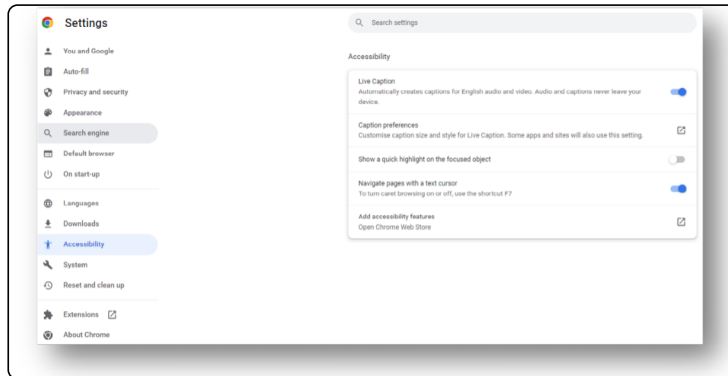 Settings
Search settings
You and Google
Auto-fill
Privacy and security
Appearance
Search engine
Default browser
On start-up
Languages
Downloads
Accessibility
System
Reset and clean up
Extensions
About Chrome
Accessibility
Live Caption
Automatically creates captions for English audio and video. Audio and captions never leave your
device.
Caption preferences
Customise caption size and style for Live Caption. Some apps and sites will also use this setting.
Show a quick highlight on the focused object
Navigate pages with a text cursor
To turn caret browsing on or off, use the shortcut F7
Add accessibility features
Open Chrome Web Store